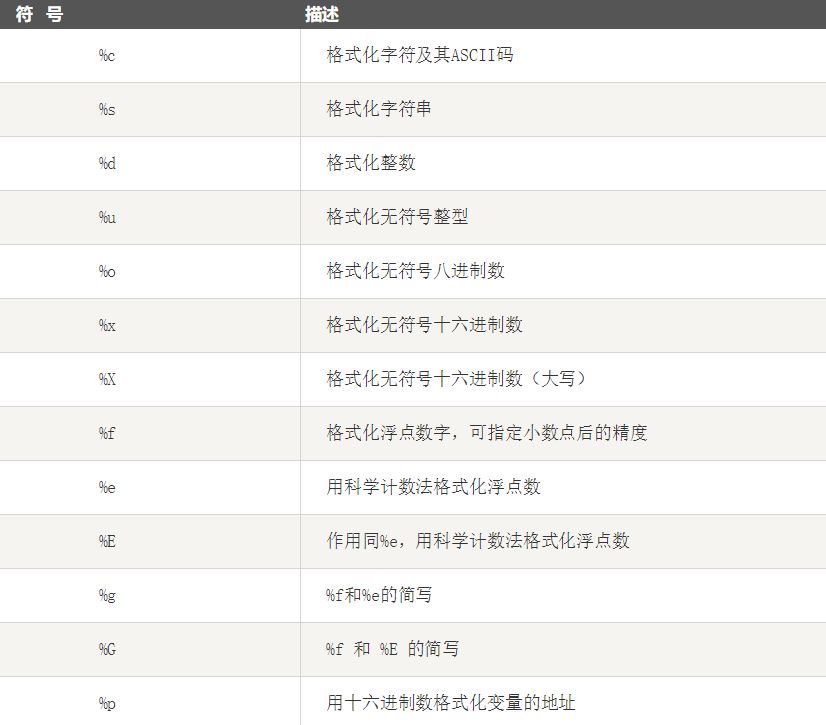 符 号 描述
%c 格式化字符及其ASCII码
%s 格式化字符串
%d 格式化整数
%u 格式化无符号整型
%o 格式化无符号八进制数
%x 格式化无符号十六进制数
%X 格式化无符号十六进制数（大写）
%f 格式化浮点数字，可指定小数点后的精度
%e 用科学计数法格式化浮点数
%E 作用同%e，用科学计数法格式化浮点数
%g %f和%e的简写
%G %f 和 %E 的简写
%p 用十六进制数格式化变量的地址